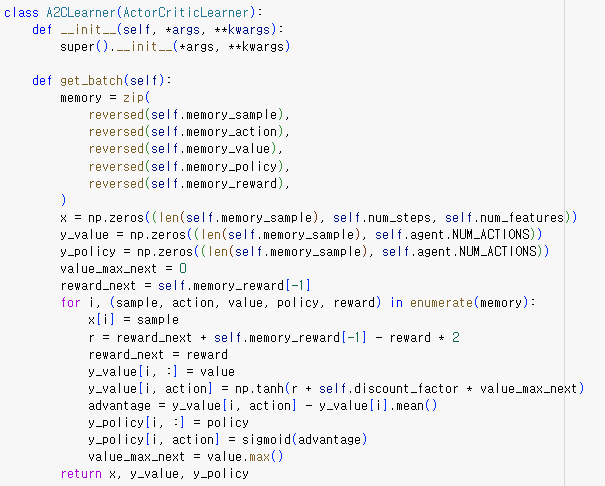 class A2CLearner(ActorCriticLearner):
    def __init__(self, *args, **kwargs):
        super().__init__(*args, **kwargs)

    def get_batch(self):
        memory = zip(
            reversed(self.memory_sample),
            reversed(self.memory_action),
            reversed(self.memory_value),
            reversed(self.memory_policy),
            reversed(self.memory_reward),
        )
        x = np.zeros((len(self.memory_sample), self.num_steps, self.num_features))
        y_value = np.zeros((len(self.memory_sample), self.agent.NUM_ACTIONS))
        y_policy = np.zeros((len(self.memory_sample), self.agent.NUM_ACTIONS))
        value_max_next = 0
        reward_next = self.memory_reward[-1]
        for i, (sample, action, value, policy, reward) in enumerate(memory):
            x[i] = sample
            r = reward_next + self.memory_reward[-1] - reward * 2
            reward_next = reward
            y_value[i, :] = value
            y_value[i, action] = np.tanh(r + self.discount_factor * value_max_next)
            advantage = y_value[i, action] - y_value[i].mean()
            y_policy[i, :] = policy
            y_policy[i, action] = sigmoid(advantage)
            value_max_next = value.max()
        return x, y_value, y_policy